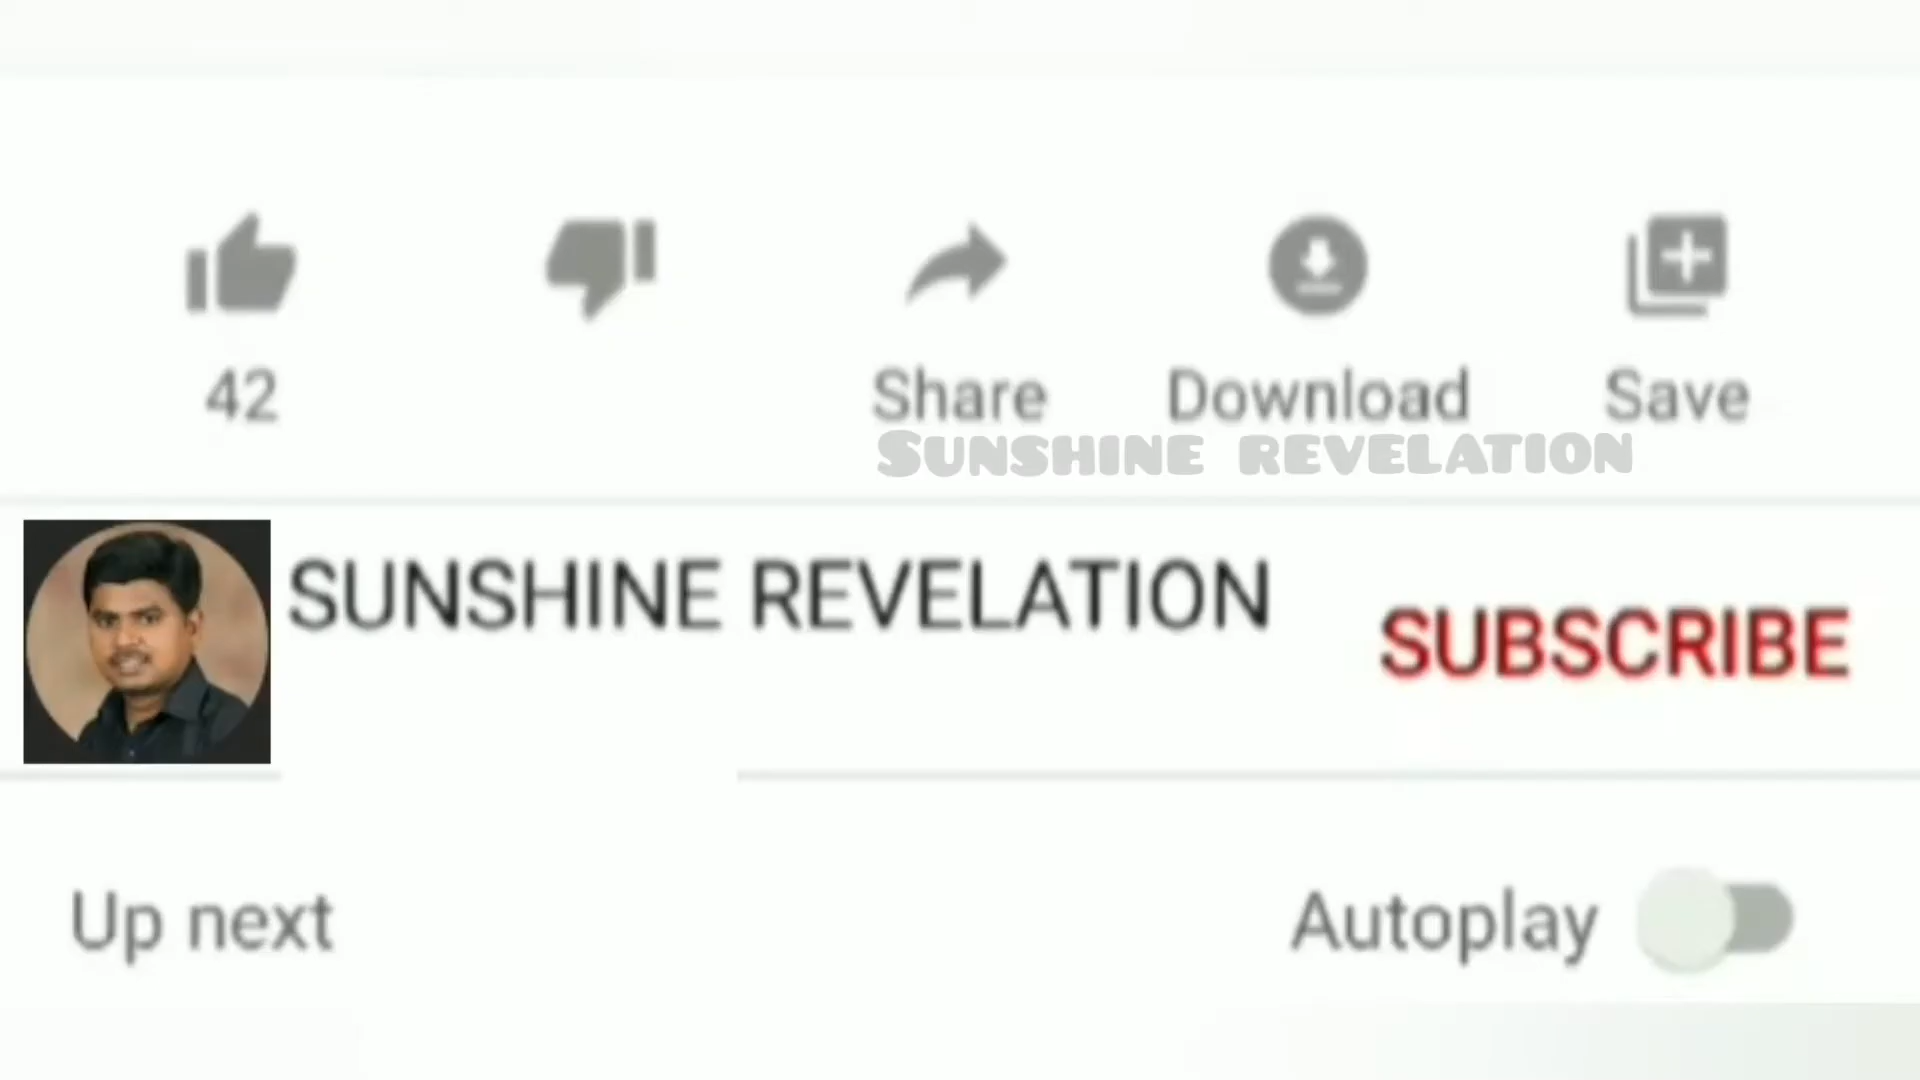 42 Share Download Save
SUNSHINE REVELATION
SUNSHINE REVELATION SUBSCRIBE
Up next Autoplay